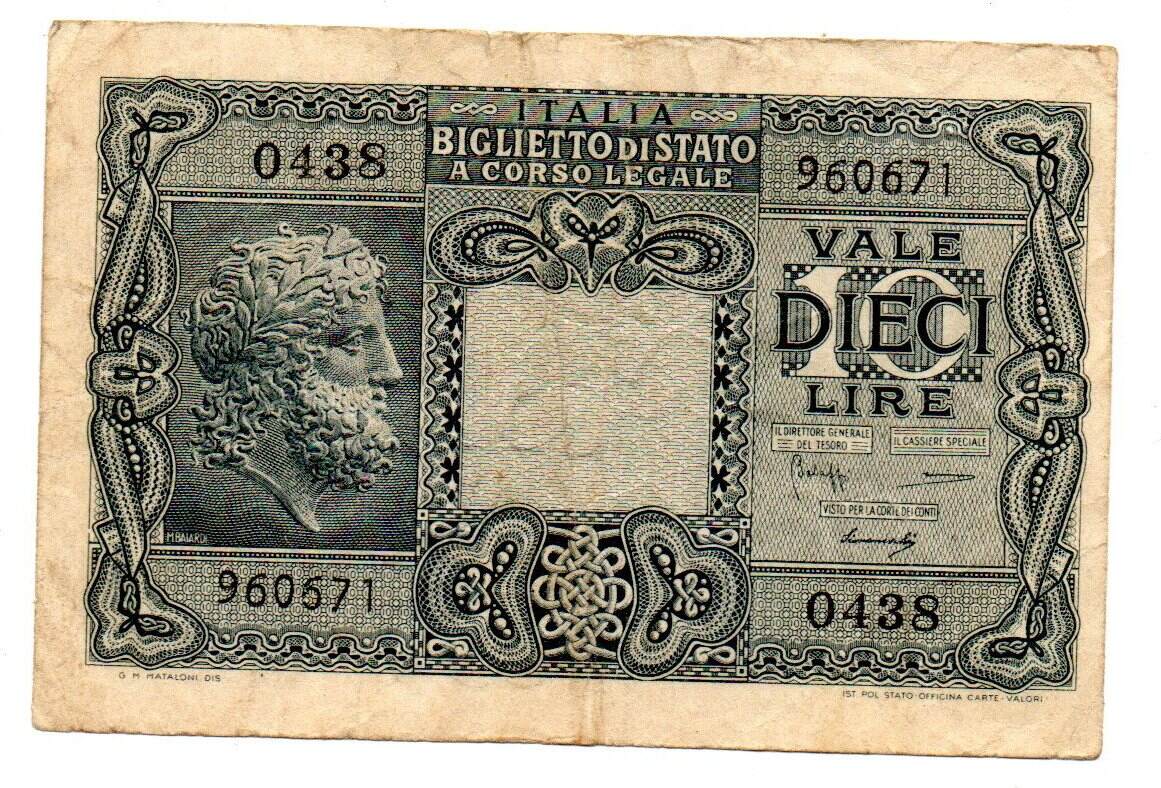 ITALIA
BIGLIETTO DI STATO
A CORSO LEGALE
0438
960671
VALE
10
DIECI
LIRE
IL DIRETTORE GENERALE
DEL TESORO
IL CASSIERE SPECIALE
VISTO PER LA CORTE DEI CONTI
M. BAIARDI
960671
0438
G M MATALONI DIS
IST POL STATO-OFFICINA CARTE-VALORI